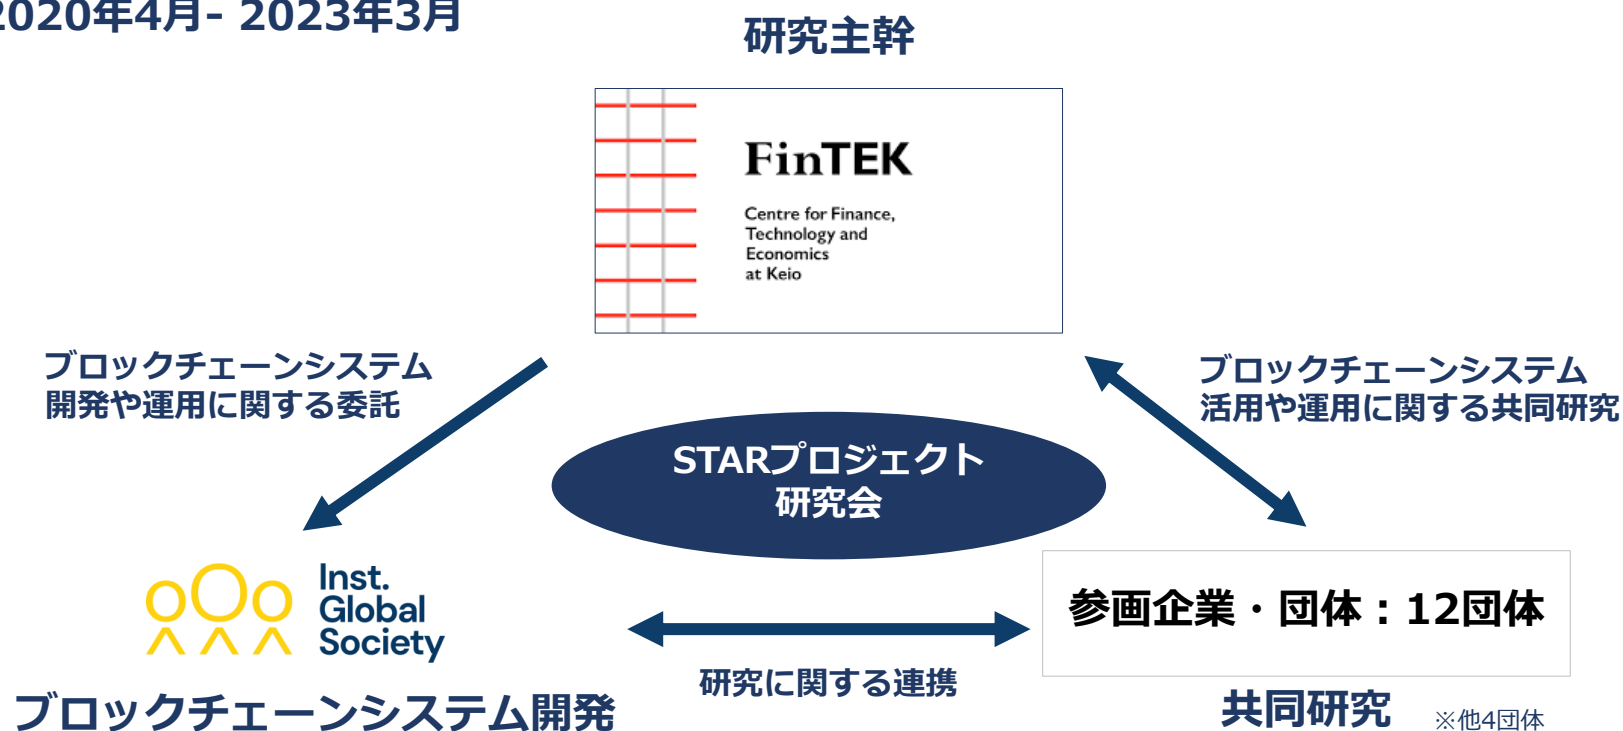 2020年4月- 2023年3月
研究主幹
FinTEK
Centre for Finance,
Technology and
Economics
at Keio
ブロックチェーンシステム
開発や運用に関する委託
ブロックチェーンシステム
活用や運用に関する共同研究
STARプロジェクト
研究会
Inst.
Global
Society
参画企業・団体：12団体
研究に関する連携
ブロックチェーンシステム開発
共同研究
※他4団体